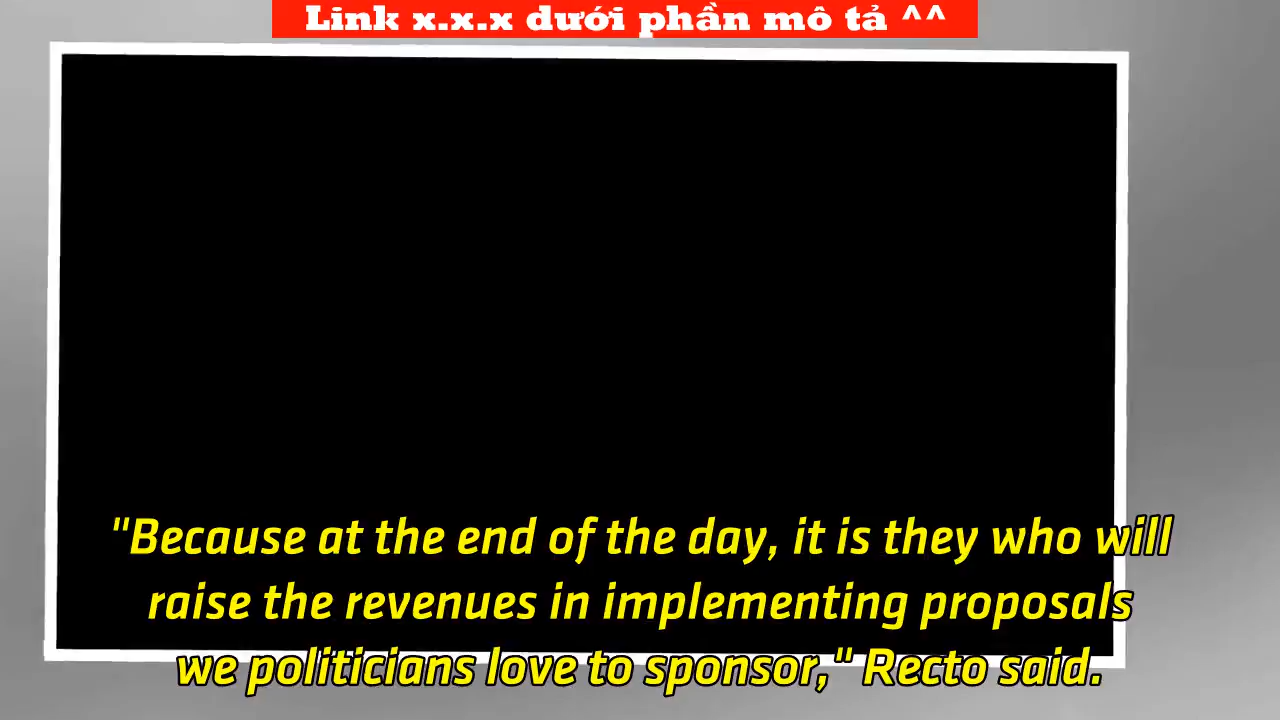 Link x.x.x dưới phần mô tả ^^
"Because at the end of the day, it is they who will
raise the revenues in implementing proposals
we politicians love to sponsor," Recto said.